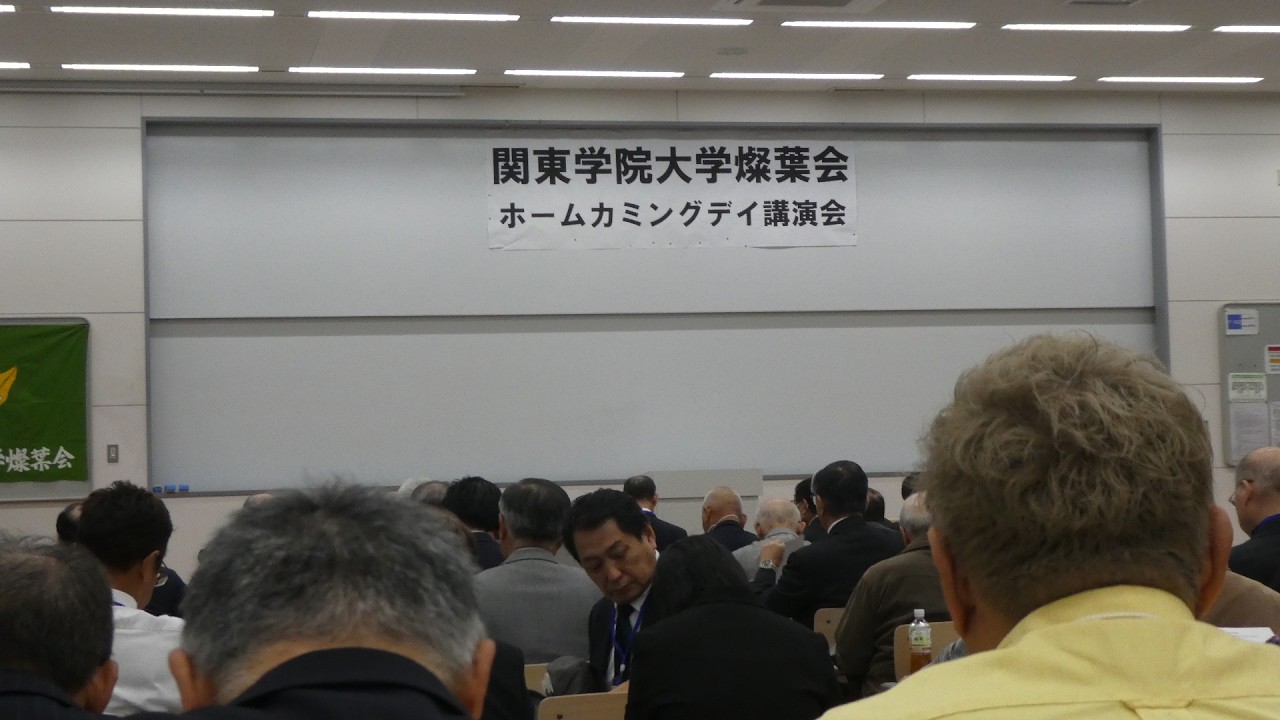 関東学院大学燦葉会
ホームカミングデイ講演会
学燦葉会